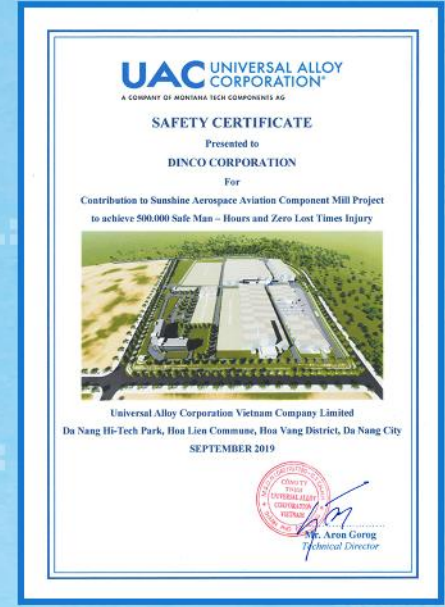 UAC UNIVERSAL ALLOY
CORPORATION®
A COMPANY OF MONTANA TECH COMPONENTS AG
SAFETY CERTIFICATE
Presented to
DINCO CORPORATION
For
Contribution to Sunshine Aerospace Aviation Component Mill Project
to achieve 500.000 Safe Man – Hours and Zero Lost Times Injury
Universal Alloy Corporation Vietnam Company Limited
Da Nang Hi-Tech Park, Hoa Lien Commune, Hoa Vang District, Da Nang City
SEPTEMBER 2019
CÔNG TY
TNHH
UNIVERSAL ALLOY
CORPORATION
VIETNAM
Mr. Aron Gorog
Technical Director